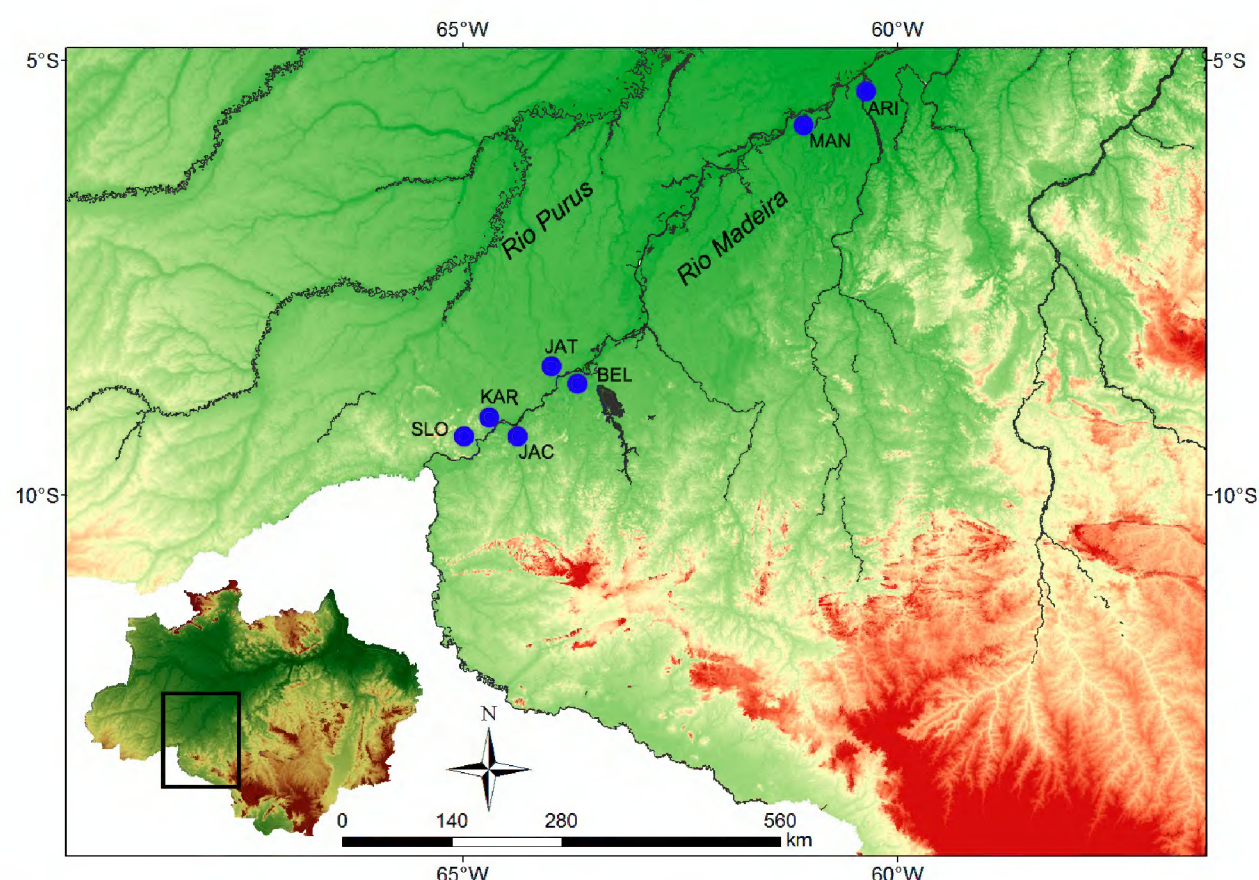 65°W 60°W
5°S 5°S
ARI
MAN
Rio Purus
Rio Madeira
JAT
BEL
KAR
SLO
JAC
10°S 10°S
N
0 140 280 560
km
65°W 60°W